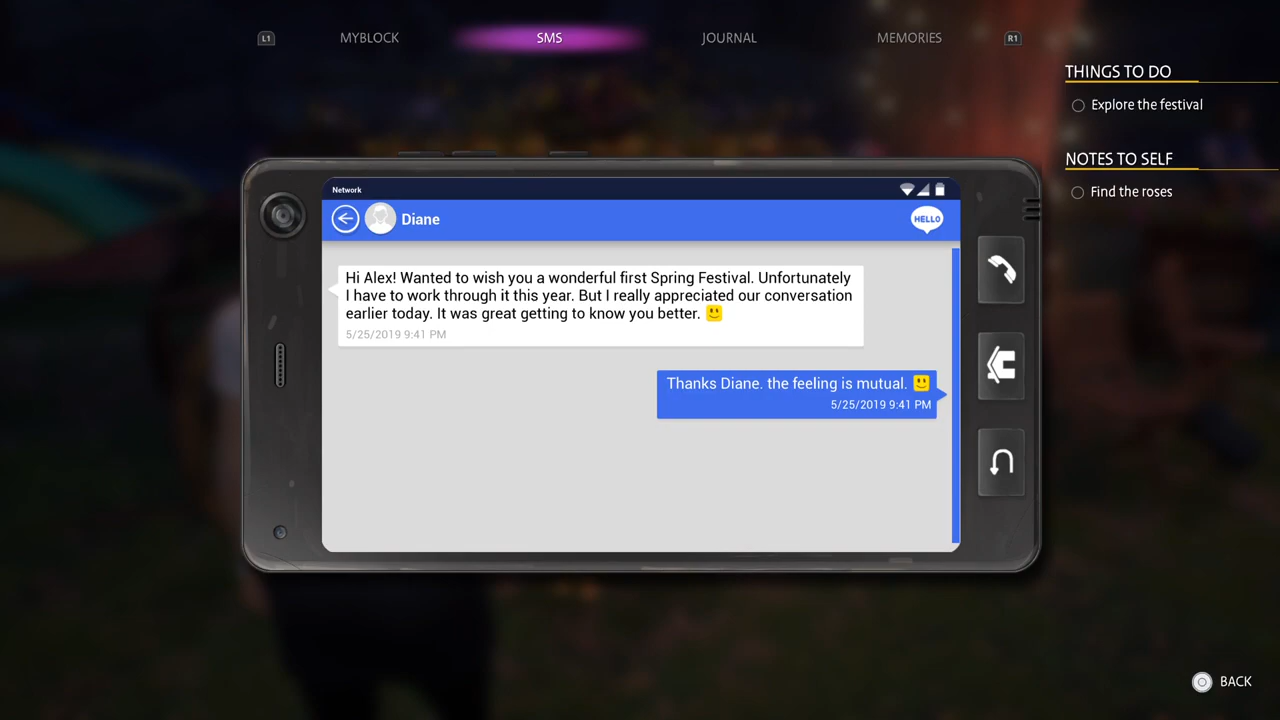 L1
MYBLOCK
SMS
JOURNAL
MEMORIES
R1
THINGS TO DO
Explore the festival
NOTES TO SELF
Find the roses
Network
Diane
HELLO
Hi Alex! Wanted to wish you a wonderful first Spring Festival. Unfortunately
I have to work through it this year. But I really appreciated our conversation
earlier today. It was great getting to know you better. 🙂
5/25/2019 9:41 PM
Thanks Diane. the feeling is mutual. 🙂
5/25/2019 9:41 PM
BACK